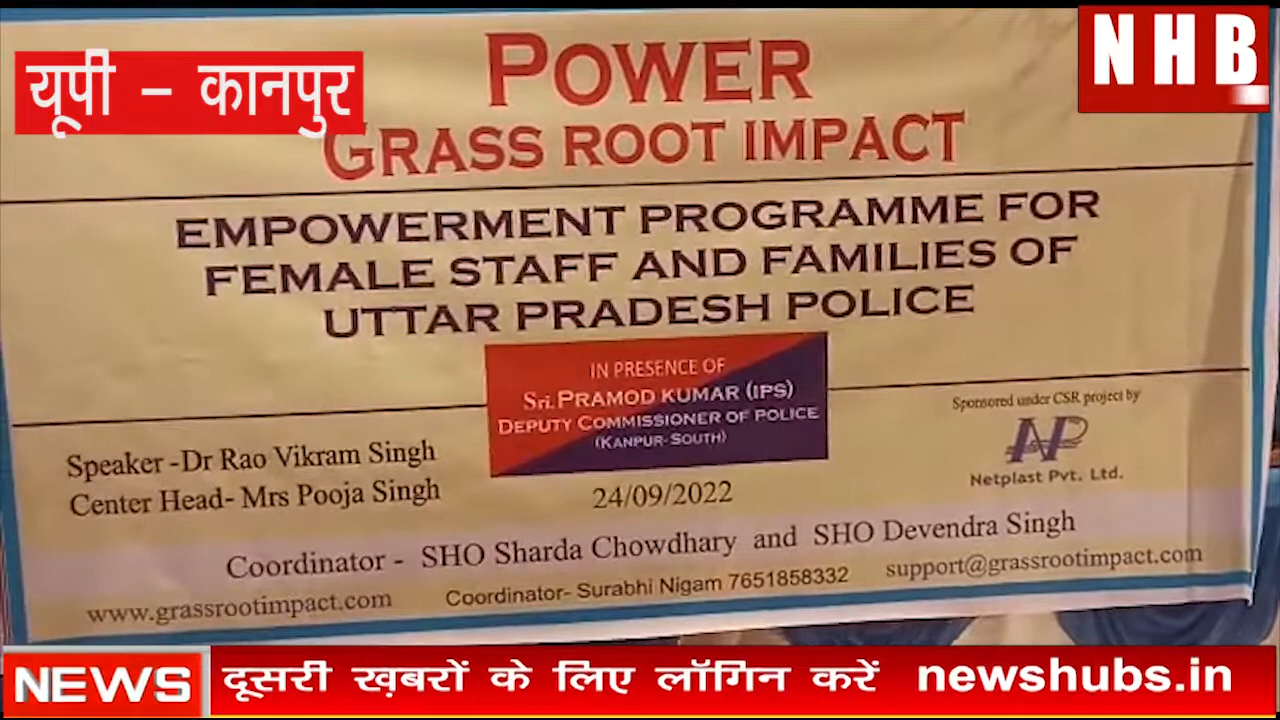 यूपी – कानपुर
NHB
POWER
GRASS ROOT IMPACT
EMPOWERMENT PROGRAMME FOR
FEMALE STAFF AND FAMILIES OF
UTTAR PRADESH POLICE
IN PRESENCE OF
Sri. PRAMOD KUMAR (IPS)
DEPUTY COMMISSIONER OF POLICE
(KANPUR-SOUTH)
Sponsored under CSR project by
NP
Netplast Pvt. Ltd.
Speaker -Dr Rao Vikram Singh
Center Head- Mrs Pooja Singh
24/09/2022
Coordinator - SHO Sharda Chowdhary and SHO Devendra Singh
www.grassrootimpact.com
Coordinator- Surabhi Nigam 7651858332
support@grassrootimpact.com
NEWS
दूसरी ख़बरों के लिए लॉगिन करें newshubs.in